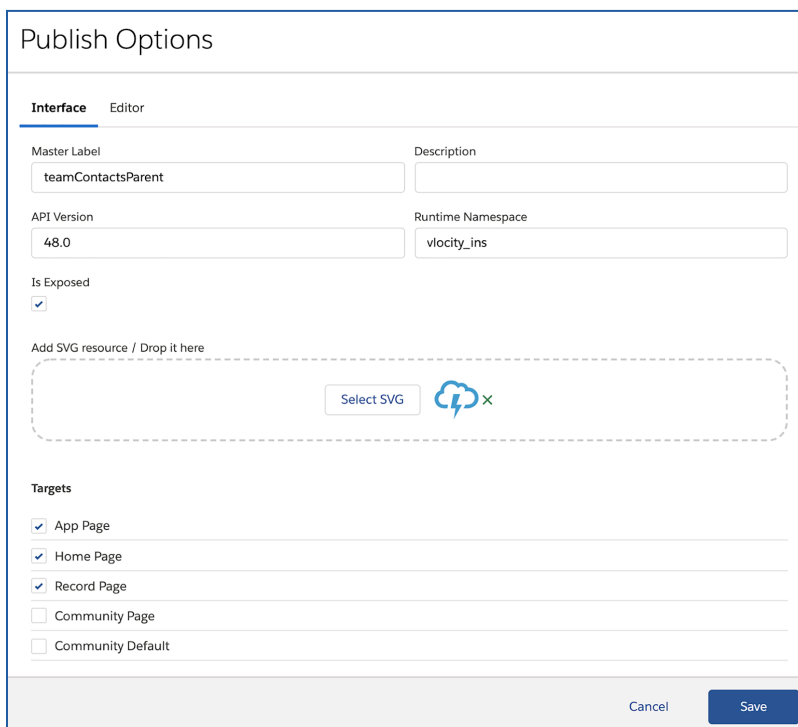 Publish Options
Interface Editor
Master Label Description
teamContactsParent
API Version Runtime Namespace
48.0 vlocity_ins
Is Exposed
Add SVG resource / Drop it here
Select SVG
Targets
App Page
Home Page
Record Page
Community Page
Community Default
Cancel Save